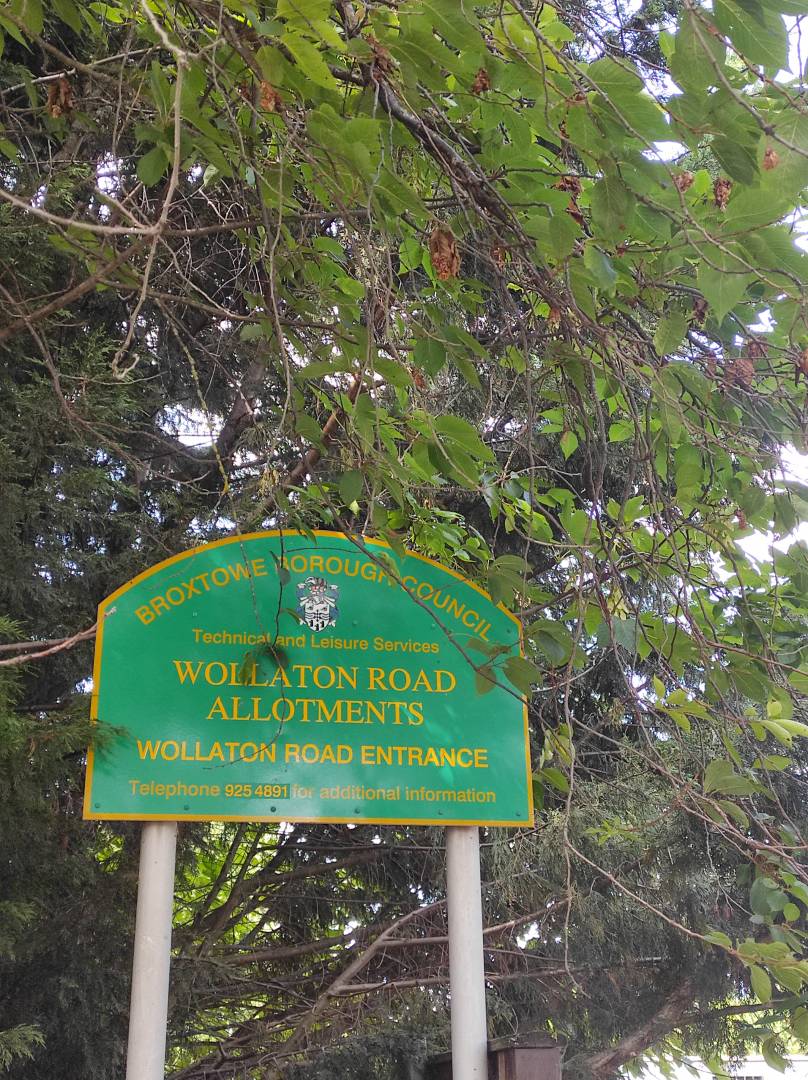 BROXTOWE BOROUGH COUNCIL
Technical and Leisure Services
WOLLATON ROAD
ALLOTMENTS
WOLLATON ROAD ENTRANCE
Telephone 925 4891 for additional information